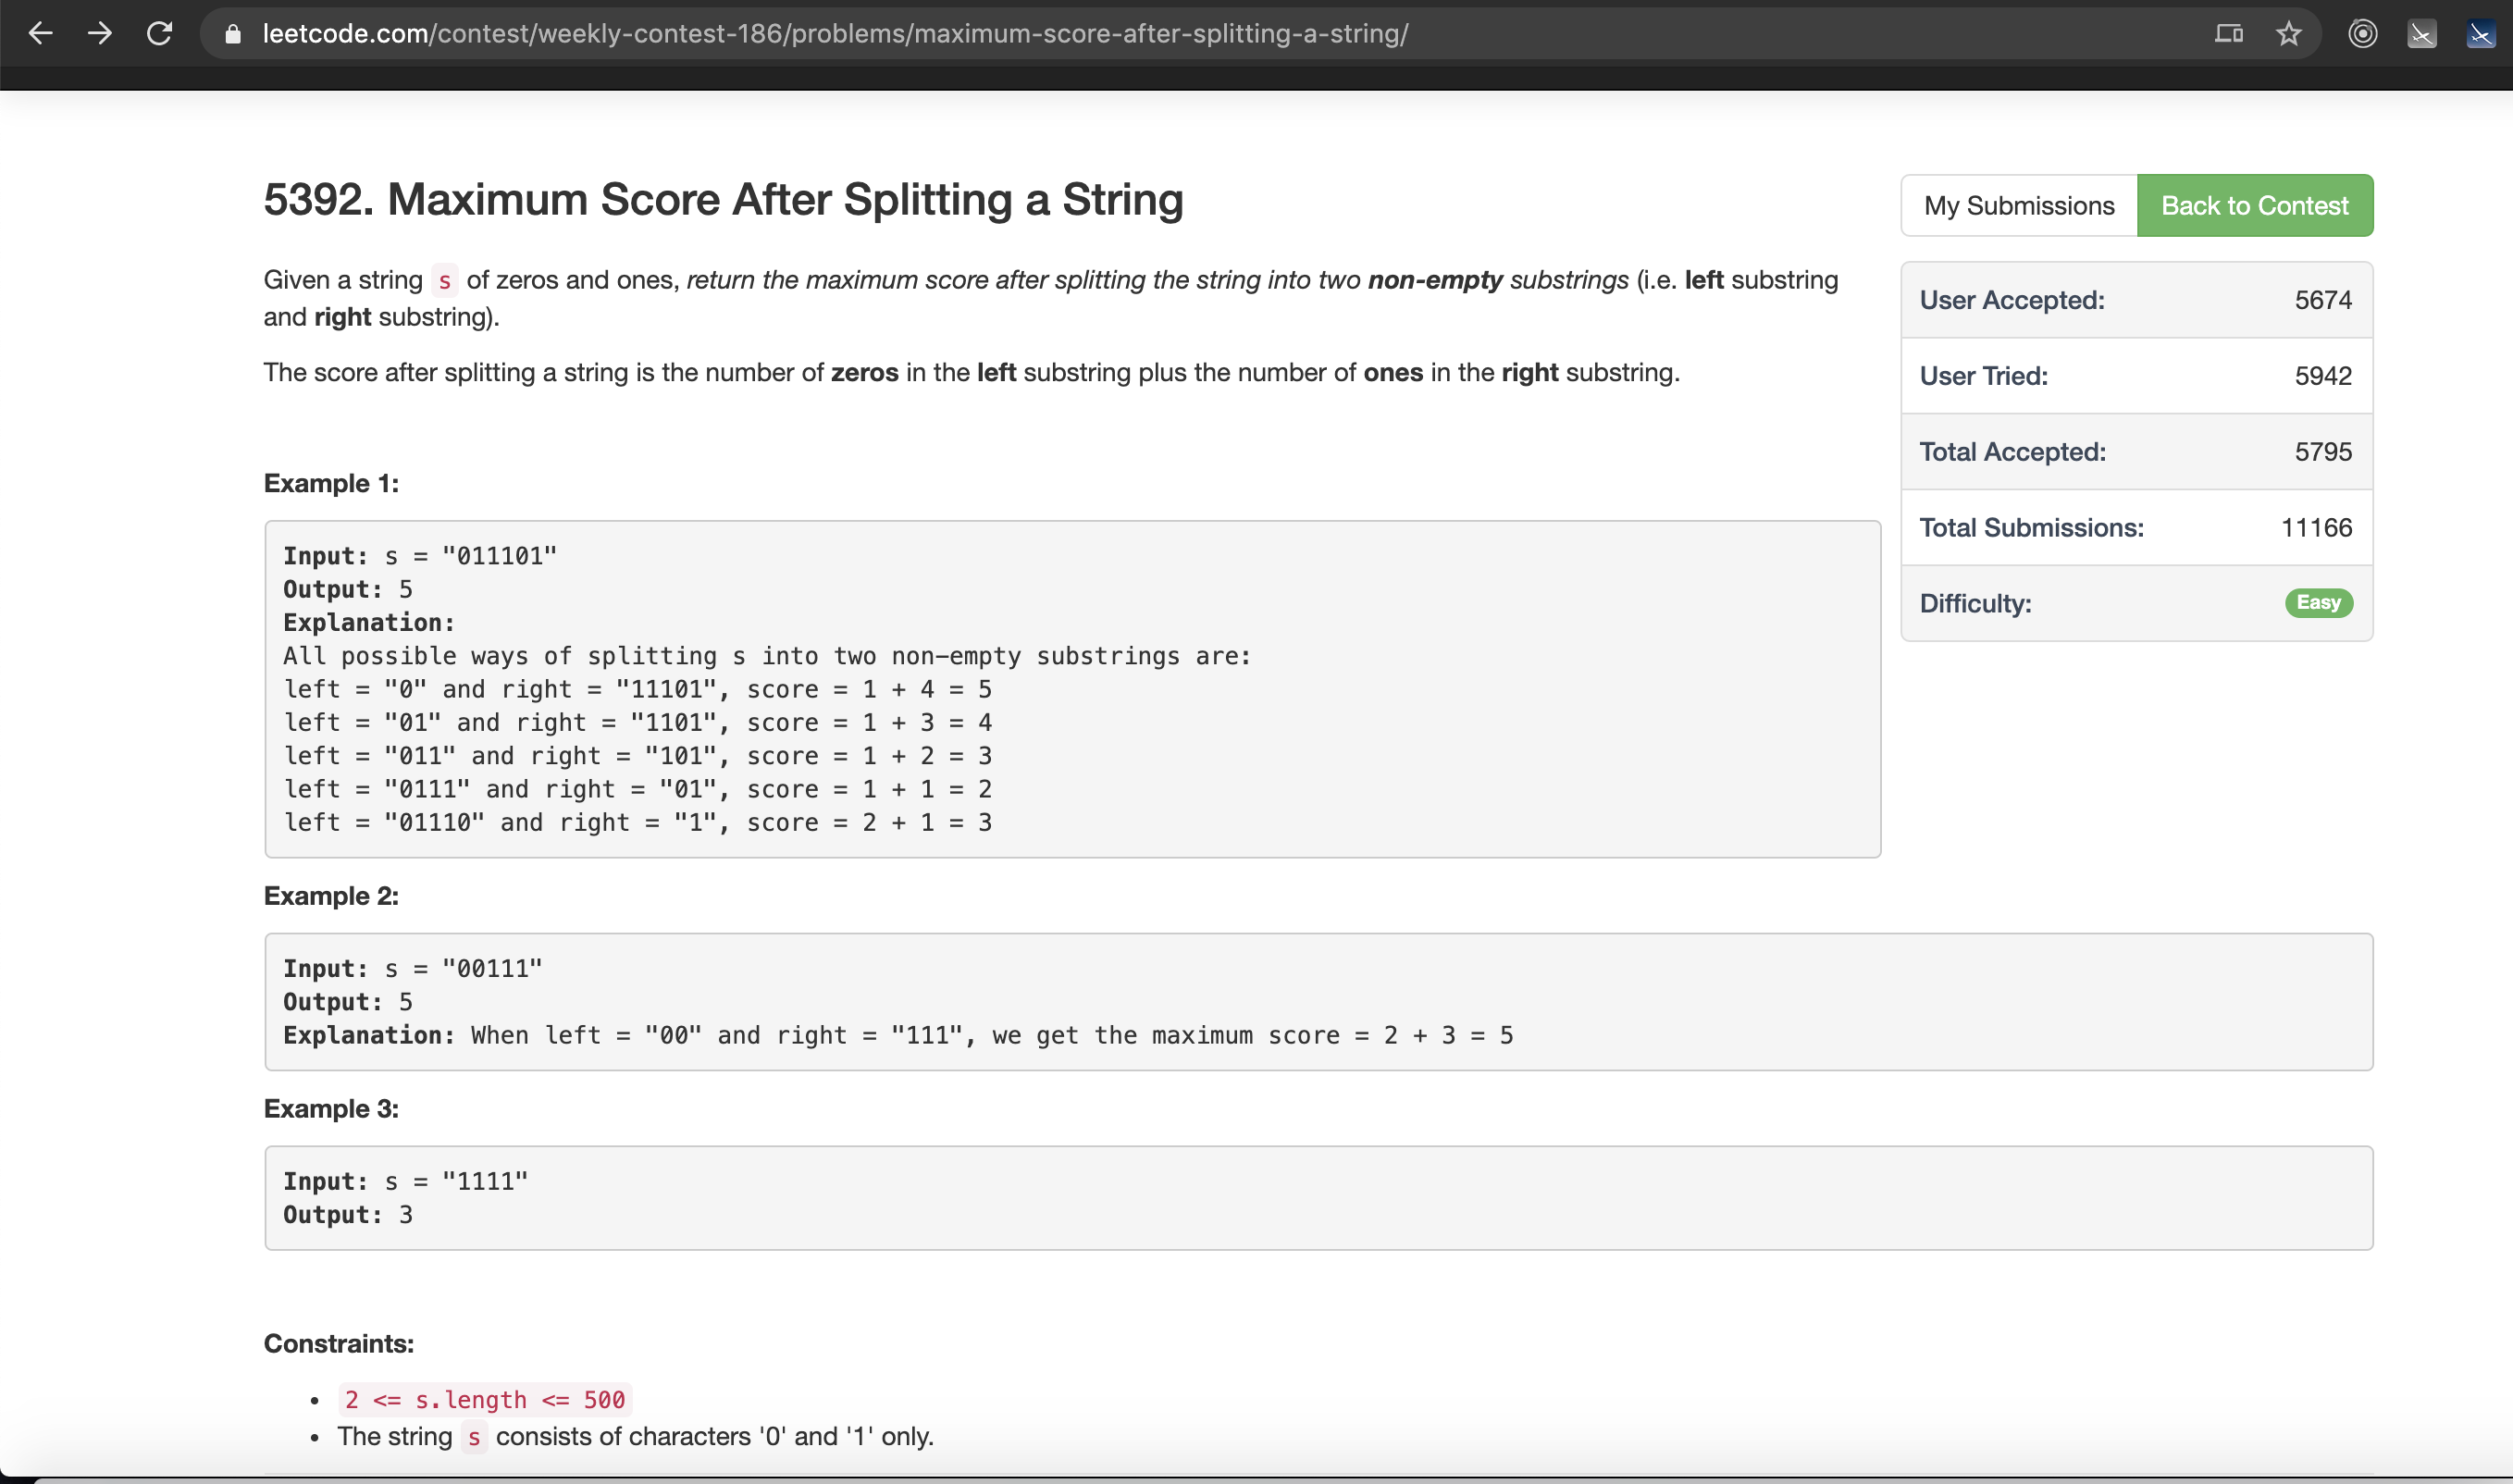 leetcode.com/contest/weekly-contest-186/problems/maximum-score-after-splitting-a-string/
5392. Maximum Score After Splitting a String
My Submissions
Back to Contest
Given a string s of zeros and ones, return the maximum score after splitting the string into two non-empty substrings (i.e. left substring
and right substring).
The score after splitting a string is the number of zeros in the left substring plus the number of ones in the right substring.
User Accepted: 5674
User Tried: 5942
Total Accepted: 5795
Total Submissions: 11166
Difficulty: Easy
Example 1:
Input: s = "011101"
Output: 5
Explanation:
All possible ways of splitting s into two non-empty substrings are:
left = "0" and right = "11101", score = 1 + 4 = 5
left = "01" and right = "1101", score = 1 + 3 = 4
left = "011" and right = "101", score = 1 + 2 = 3
left = "0111" and right = "01", score = 1 + 1 = 2
left = "01110" and right = "1", score = 2 + 1 = 3
Example 2:
Input: s = "00111"
Output: 5
Explanation: When left = "00" and right = "111", we get the maximum score = 2 + 3 = 5
Example 3:
Input: s = "1111"
Output: 3
Constraints:
• 2 <= s.length <= 500
• The string s consists of characters '0' and '1' only.